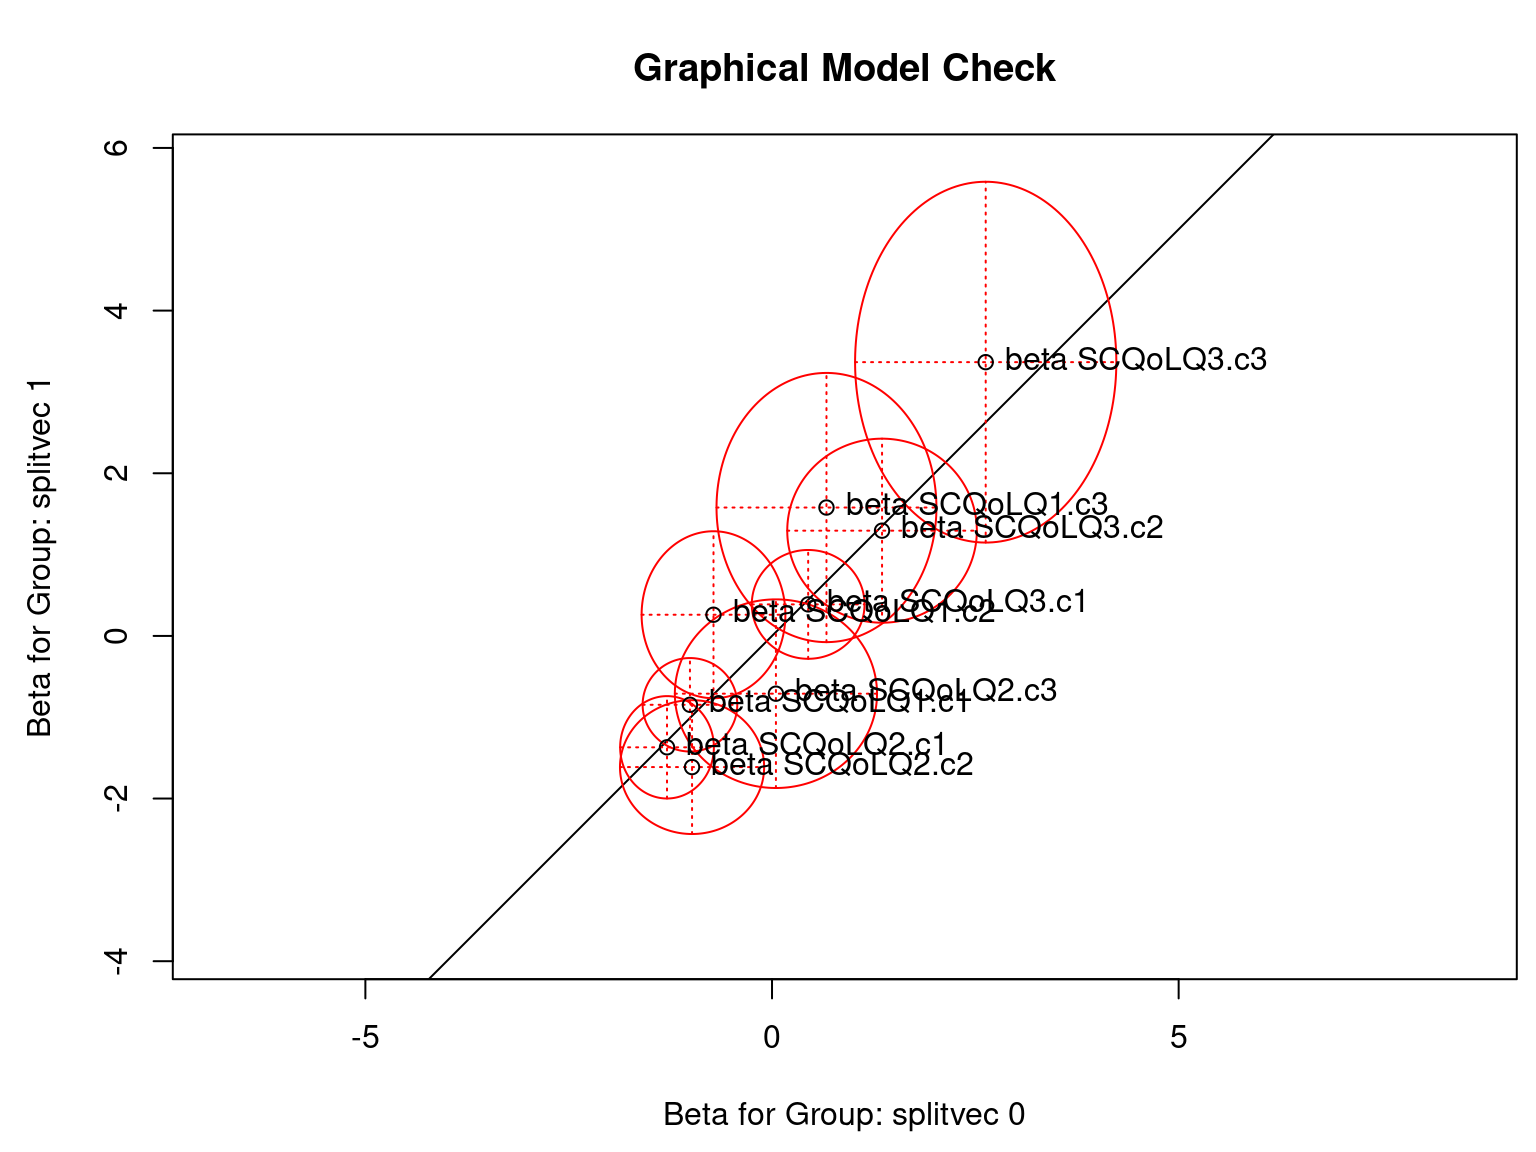 Graphical Model Check
6
4
2
0
-2
-4
Beta for Group: splitvec 1
beta SCQoLQ3.c3
beta SCQoLQ1.c3
beta SCQoLQ3.c2
beta SCQoLQ3.c1
beta SCQoLQ1.c2
beta SCQoLQ2.c3
beta SCQoLQ1.c1
beta SCQoLQ2.c1
beta SCQoLQ2.c2
-5 0 5
Beta for Group: splitvec 0